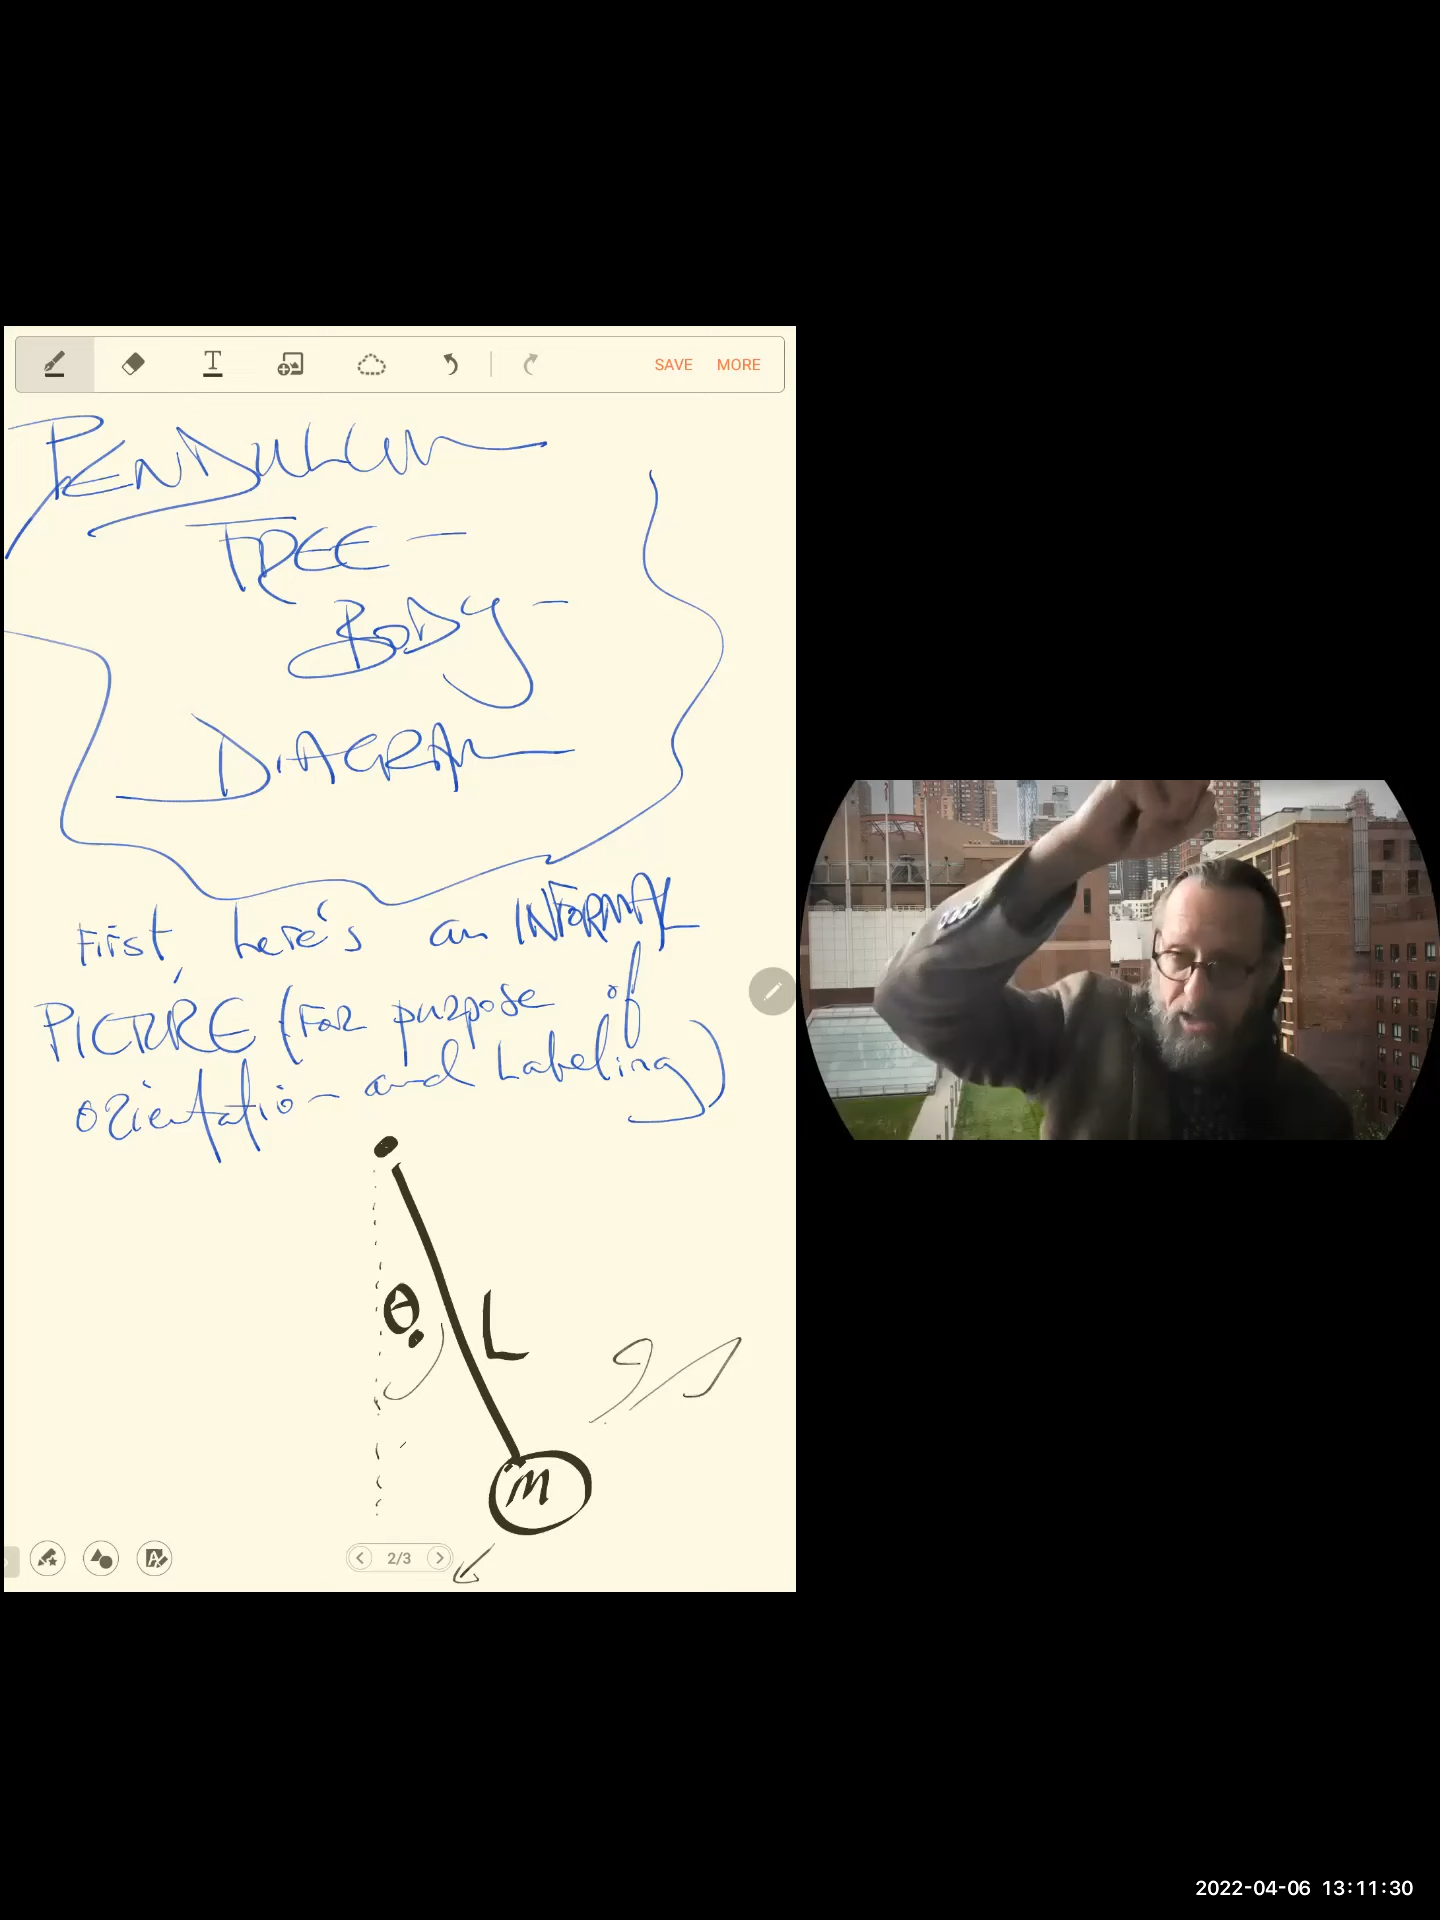 T
SAVE
MORE
PENDULUM
FREE-
BODY-
DIAGRAM
First, here's an INFORMAL
PICTURE (For purpose of
orientation and Labeling)
θ
L
m
A
2/3
2022-04-06 13:11:30